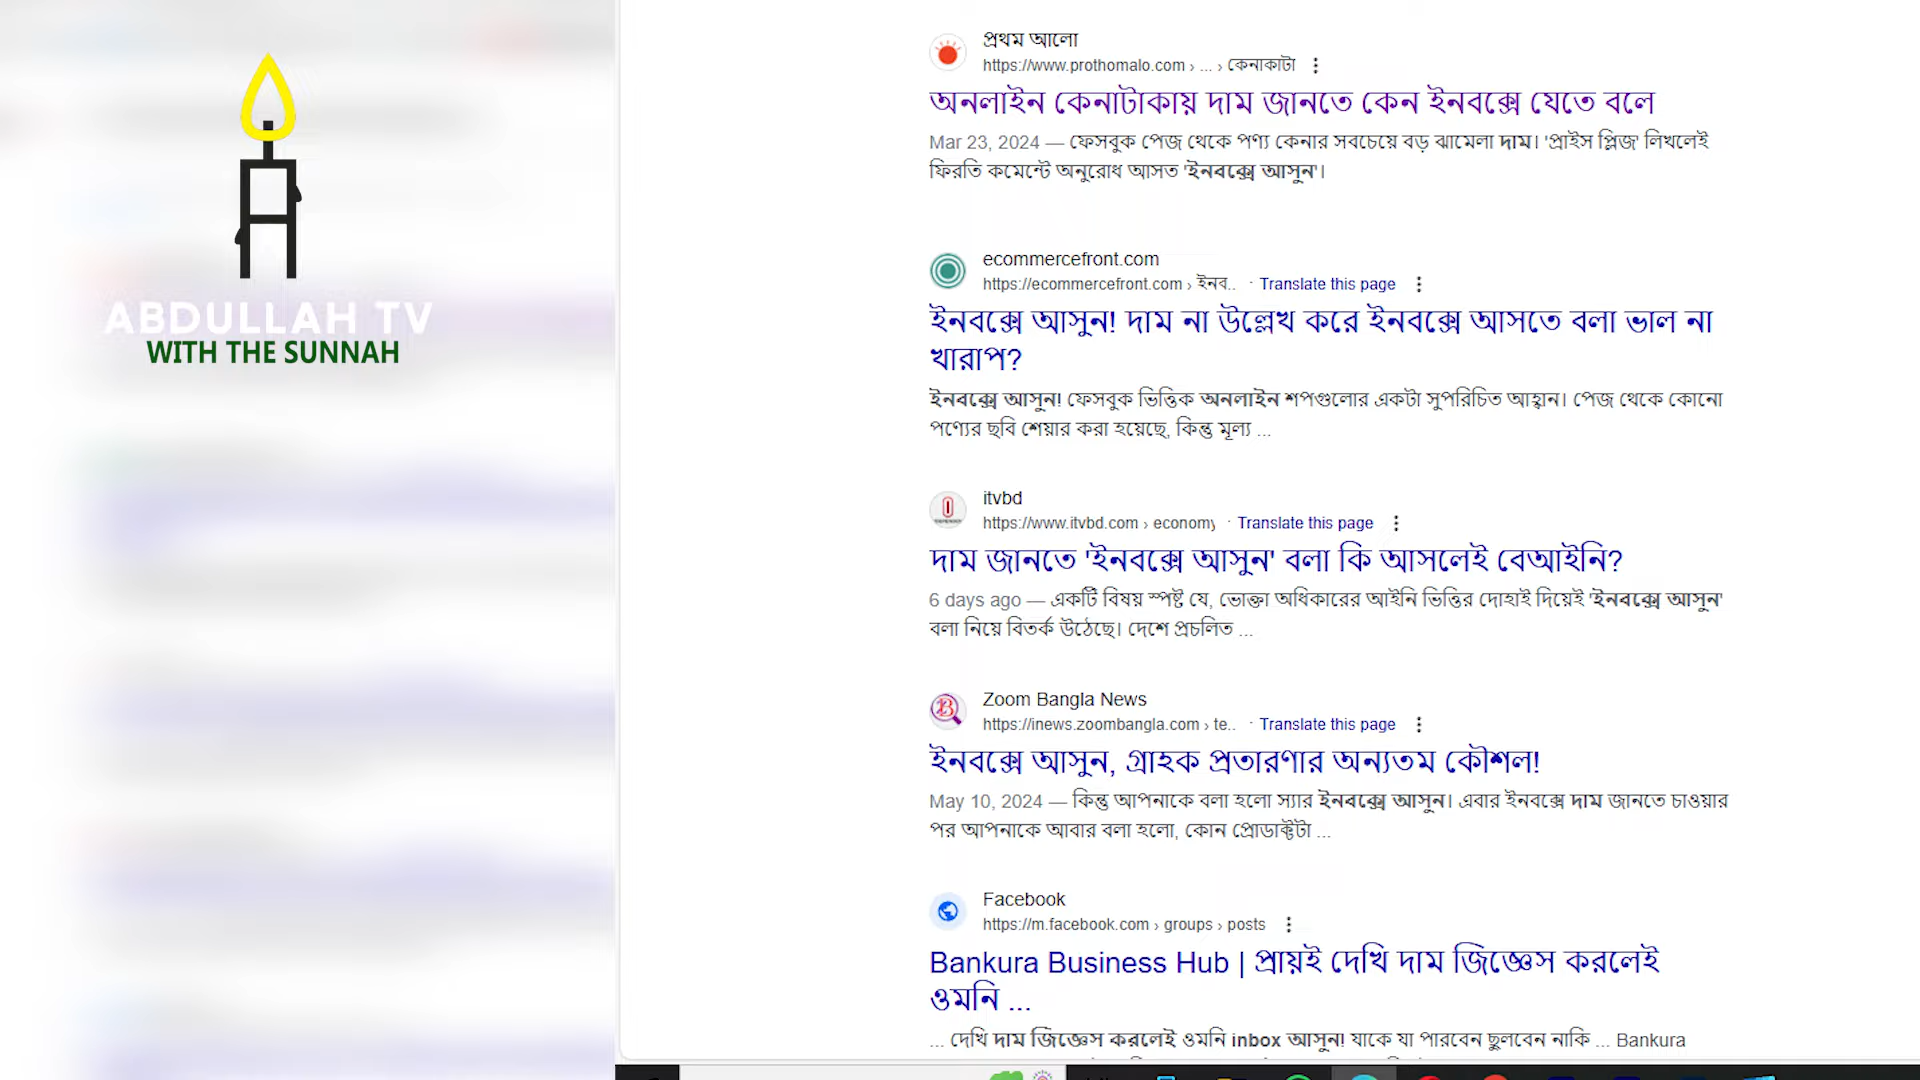 ABDULLAH TV
WITH THE SUNNAH
প্রথম আলো
https://www.prothomalo.com › ... › কেনাকাটা
অনলাইন কেনাটাকায় দাম জানতে কেন ইনবক্সে যেতে বলে
Mar 23, 2024 — ফেসবুক পেজ থেকে পণ্য কেনার সবচেয়ে বড় ঝামেলা দাম। 'প্রাইস প্লিজ' লিখলেই
ফিরতি কমেন্টে অনুরোধ আসত 'ইনবক্সে আসুন'।
ecommercefront.com
https://ecommercefront.com › ইনব.. · Translate this page
ইনবক্সে আসুন! দাম না উল্লেখ করে ইনবক্সে আসতে বলা ভাল না
খারাপ?
ইনবক্সে আসুন! ফেসবুক ভিত্তিক অনলাইন শপগুলোর একটা সুপরিচিত আহ্বান। পেজ থেকে কোনো
পণ্যের ছবি শেয়ার করা হয়েছে, কিন্তু মূল্য ...
itvbd
https://www.itvbd.com › economy · Translate this page
দাম জানতে 'ইনবক্সে আসুন' বলা কি আসলেই বেআইনি?
6 days ago — একটি বিষয় স্পষ্ট যে, ভোক্তা অধিকারের আইনি ভিত্তির দোহাই দিয়েই 'ইনবক্সে আসুন'
বলা নিয়ে বিতর্ক উঠেছে। দেশে প্রচলিত ...
Zoom Bangla News
https://inews.zoombangla.com › te.. · Translate this page
ইনবক্সে আসুন, গ্রাহক প্রতারণার অন্যতম কৌশল!
May 10, 2024 — কিন্তু আপনাকে বলা হলো স্যার ইনবক্সে আসুন। এবার ইনবক্সে দাম জানতে চাওয়ার
পর আপনাকে আবার বলা হলো, কোন প্রোডাক্টটা ...
Facebook
https://m.facebook.com › groups › posts
Bankura Business Hub | প্রায়ই দেখি দাম জিজ্ঞেস করলেই
ওমনি ...
... দেখি দাম জিজ্ঞেস করলেই ওমনি inbox আসুন! যাকে যা পারবেন ছুলবেন নাকি ... Bankura